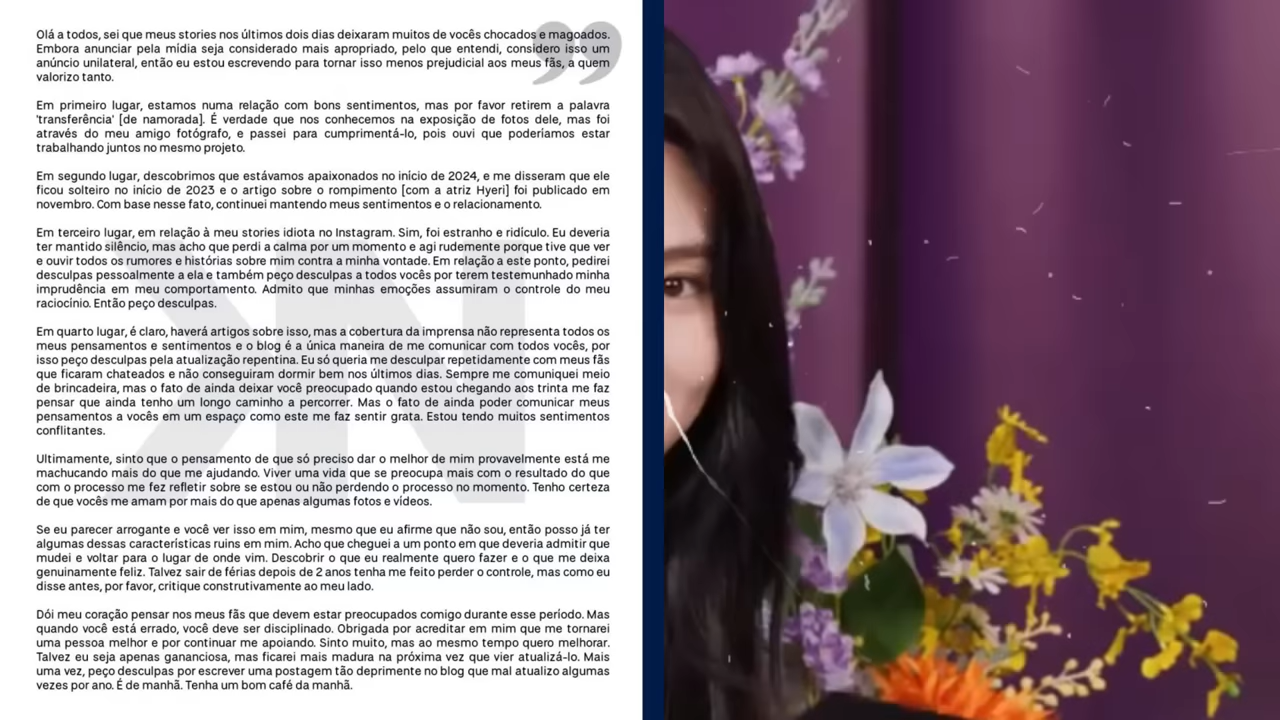 Olá a todos, sei que meus stories nos últimos dois dias deixaram muitos de vocês chocados e magoados.
Embora anunciar pela mídia seja considerado mais apropriado, pelo que entendi, considero isso um
anúncio unilateral, então eu estou escrevendo para tornar isso menos prejudicial aos meus fãs, a quem
valorizo tanto.
Em primeiro lugar, estamos numa relação com bons sentimentos, mas por favor retirem a palavra
'transferência' [de namorada]. É verdade que nos conhecemos na exposição de fotos dele, mas foi
através do meu amigo fotógrafo, e passei para cumprimentá-lo, pois ouvi que poderíamos estar
trabalhando juntos no mesmo projeto.
Em segundo lugar, descobrimos que estávamos apaixonados no início de 2024, e me disseram que ele
ficou solteiro no início de 2023 e o artigo sobre o rompimento [com a atriz Hyeri] foi publicado em
novembro. Com base nesse fato, continuei mantendo meus sentimentos e o relacionamento.
Em terceiro lugar, em relação à meu stories idiota no Instagram. Sim, foi estranho e ridículo. Eu deveria
ter mantido silêncio, mas acho que perdi a calma por um momento e agi rudemente porque tive que ver
e ouvir todos os rumores e histórias sobre mim contra a minha vontade. Em relação a este ponto, pedirei
desculpas pessoalmente a ela e também peço desculpas a todos vocês por terem testemunhado minha
imprudência em meu comportamento. Admito que minhas emoções assumiram o controle do meu
raciocínio. Então peço desculpas.
Em quarto lugar, é claro, haverá artigos sobre isso, mas a cobertura da imprensa não representa todos os
meus pensamentos e sentimentos e o blog é a única maneira de me comunicar com todos vocês, por
isso peço desculpas pela atualização repentina. Eu só queria me desculpar repetidamente com meus fãs
que ficaram chateados e não conseguiram dormir bem nos últimos dias. Sempre me comuniquei meio
de brincadeira, mas o fato de ainda deixar você preocupado quando estou chegando aos trinta me faz
pensar que ainda tenho um longo caminho a percorrer. Mas o fato de ainda poder comunicar meus
pensamentos a vocês em um espaço como este me faz sentir grata. Estou tendo muitos sentimentos
conflitantes.
Ultimamente, sinto que o pensamento de que só preciso dar o melhor de mim provavelmente está me
machucando mais do que me ajudando. Viver uma vida que se preocupa mais com o resultado do que
com o processo me fez refletir sobre se estou ou não perdendo o processo no momento. Tenho certeza
de que vocês me amam por mais do que apenas algumas fotos e vídeos.
Se eu parecer arrogante e você ver isso em mim, mesmo que eu afirme que não sou, então posso já ter
algumas dessas características ruins em mim. Acho que cheguei a um ponto em que deveria admitir que
mudei e voltar para o lugar de onde vim. Descobrir o que eu realmente quero fazer e o que me deixa
genuinamente feliz. Talvez sair de férias depois de 2 anos tenha me feito perder o controle, mas como eu
disse antes, por favor, critique construtivamente ao meu lado.
Dói meu coração pensar nos meus fãs que devem estar preocupados comigo durante esse período. Mas
quando você está errado, você deve ser disciplinado. Obrigada por acreditar em mim que me tornarei
uma pessoa melhor e por continuar me apoiando. Sinto muito, mas ao mesmo tempo quero melhorar.
Talvez eu seja apenas gananciosa, mas ficarei mais madura na próxima vez que vier atualizá-lo. Mais
uma vez, peço desculpas por escrever uma postagem tão deprimente no blog que mal atualizo algumas
vezes por ano. É de manhã. Tenha um bom café da manhã.